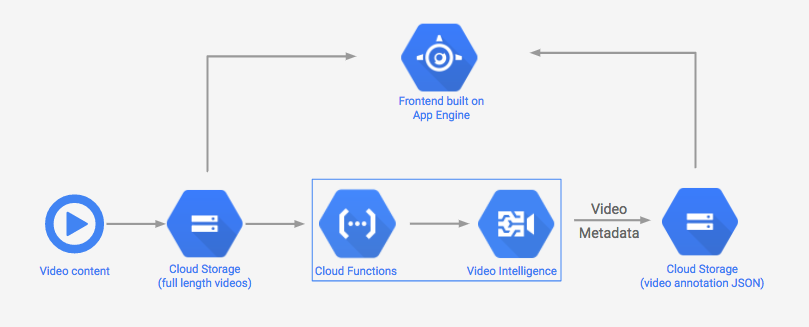 Frontend built on
App Engine
Video content
Cloud Storage
(full length videos)
Cloud Functions
Video Intelligence
Video
Metadata
Cloud Storage
(video annotation JSON)